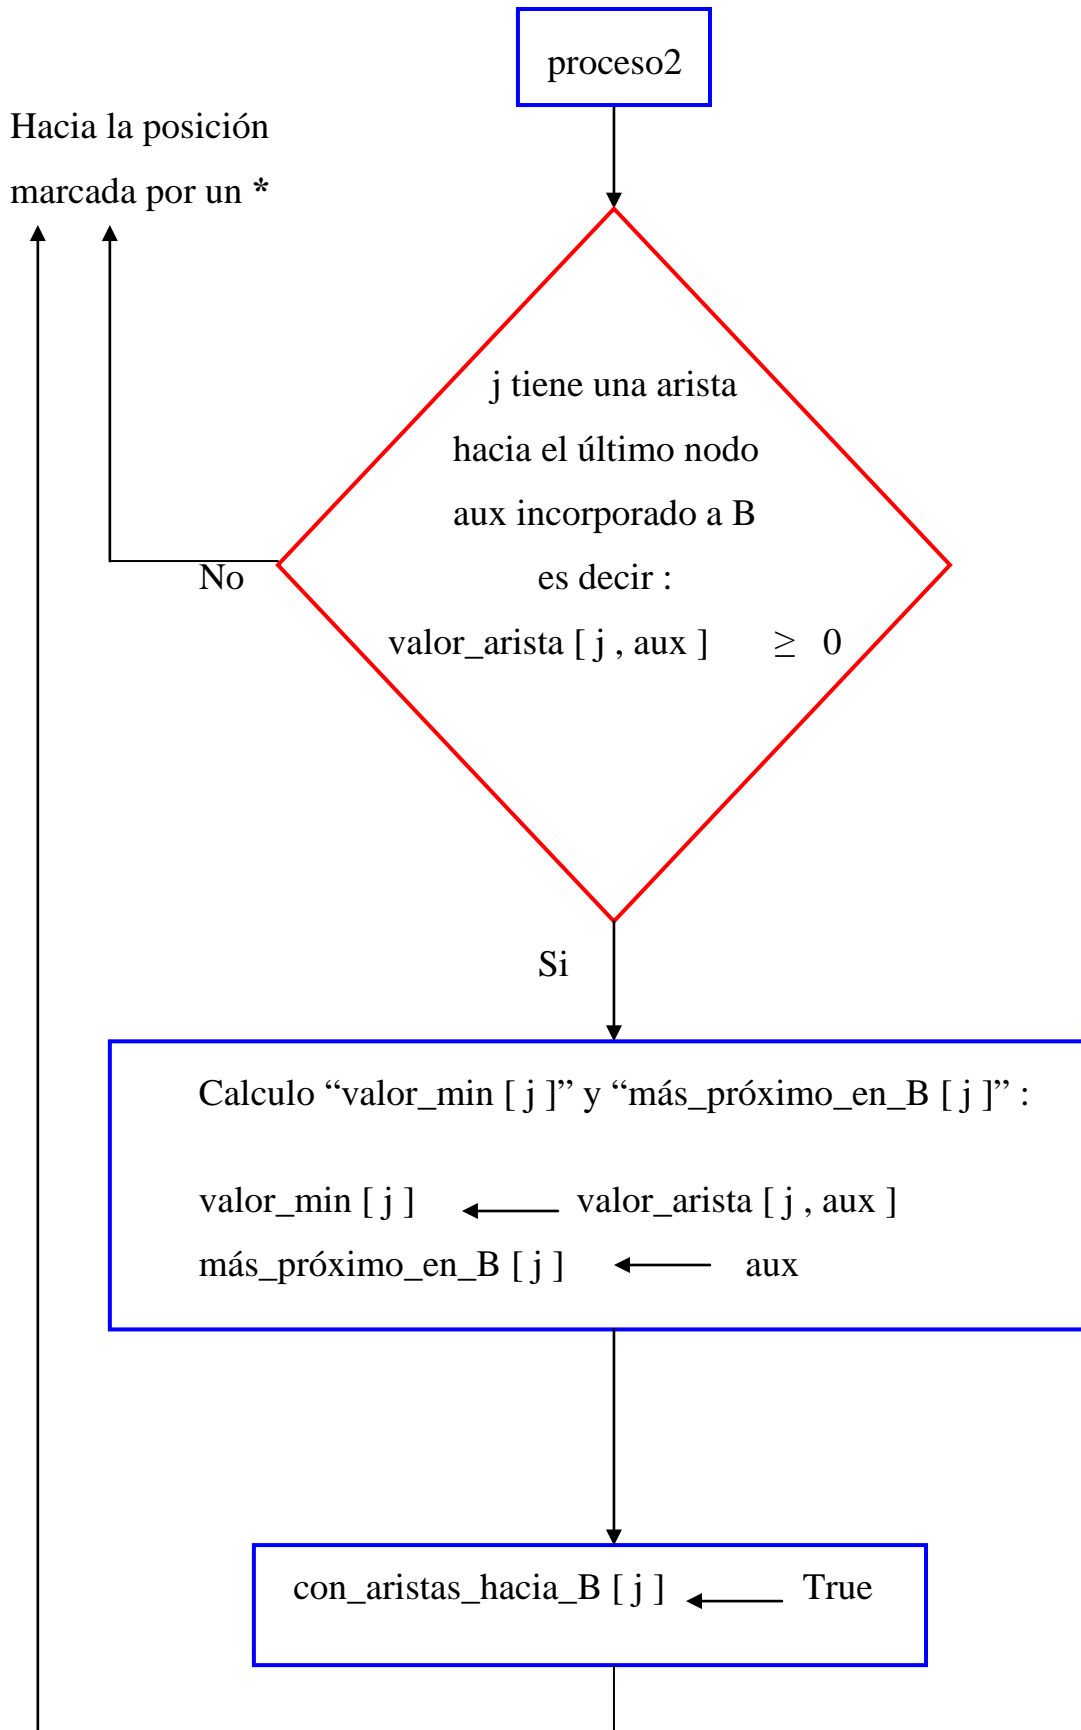 proceso2
Hacia la posición
marcada por un *
j tiene una arista
hacia el último nodo
aux incorporado a B
es decir :
No
valor_arista [ j , aux ] ≥ 0
Si
Calculo “valor_min [ j ]” y “más_próximo_en_B [ j ]” :
valor_min [ j ] ← valor_arista [ j , aux ]
más_próximo_en_B [ j ] ← aux
con_aristas_hacia_B [ j ] ← True